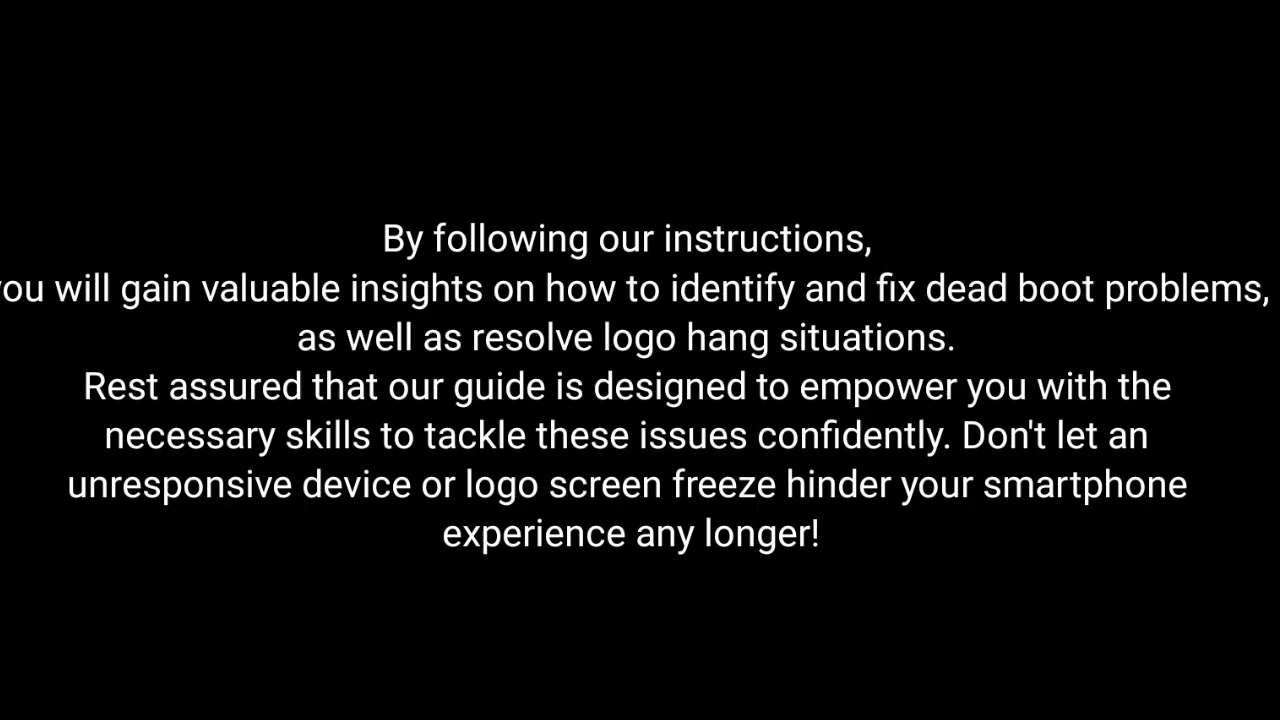 By following our instructions,
you will gain valuable insights on how to identify and fix dead boot problems,
as well as resolve logo hang situations.
Rest assured that our guide is designed to empower you with the
necessary skills to tackle these issues confidently. Don't let an
unresponsive device or logo screen freeze hinder your smartphone
experience any longer!